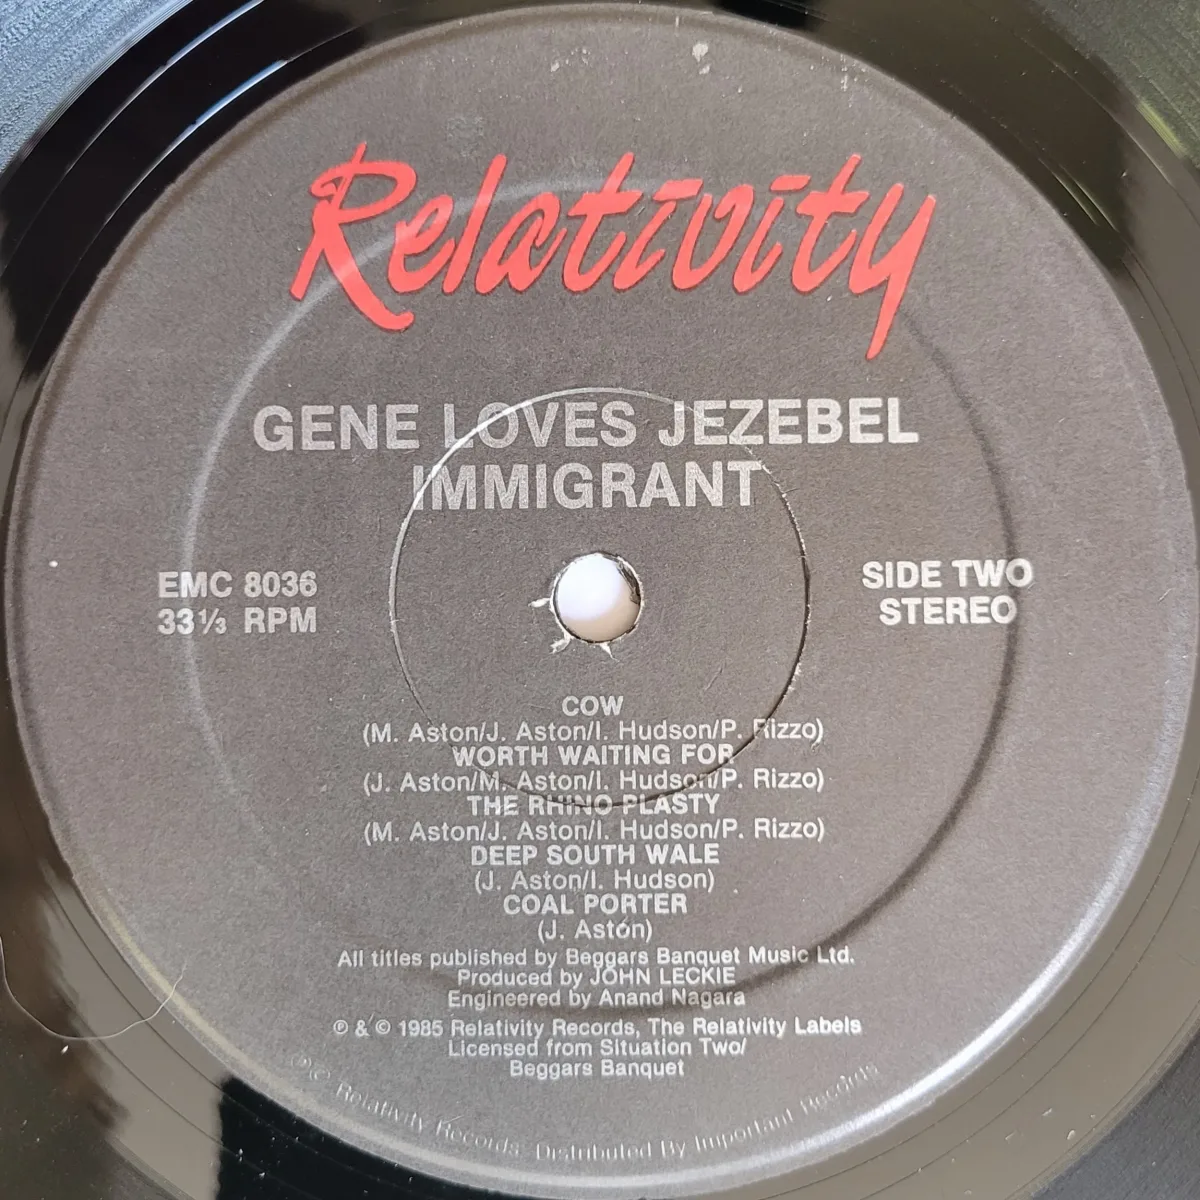 Relativity
GENE LOVES JEZEBEL
IMMIGRANT
EMC 8036
33⅓ RPM
SIDE TWO
STEREO
COW
(M. Aston/J. Aston/I. Hudson/P. Rizzo)
WORTH WAITING FOR
(J. Aston/M. Aston/I. Hudson/P. Rizzo)
THE RHINO PLASTY
(M. Aston/J. Aston/I. Hudson/P. Rizzo)
DEEP SOUTH WALE
(J. Aston/I. Hudson)
COAL PORTER
(J. Aston)
All titles published by Beggars Banquet Music Ltd.
Produced by JOHN LECKIE
Engineered by Anand Nagara
℗ & © 1985 Relativity Records, The Relativity Labels
Licensed from Situation Two/
Beggars Banquet
℗ © Relativity Records Distributed By Important Records